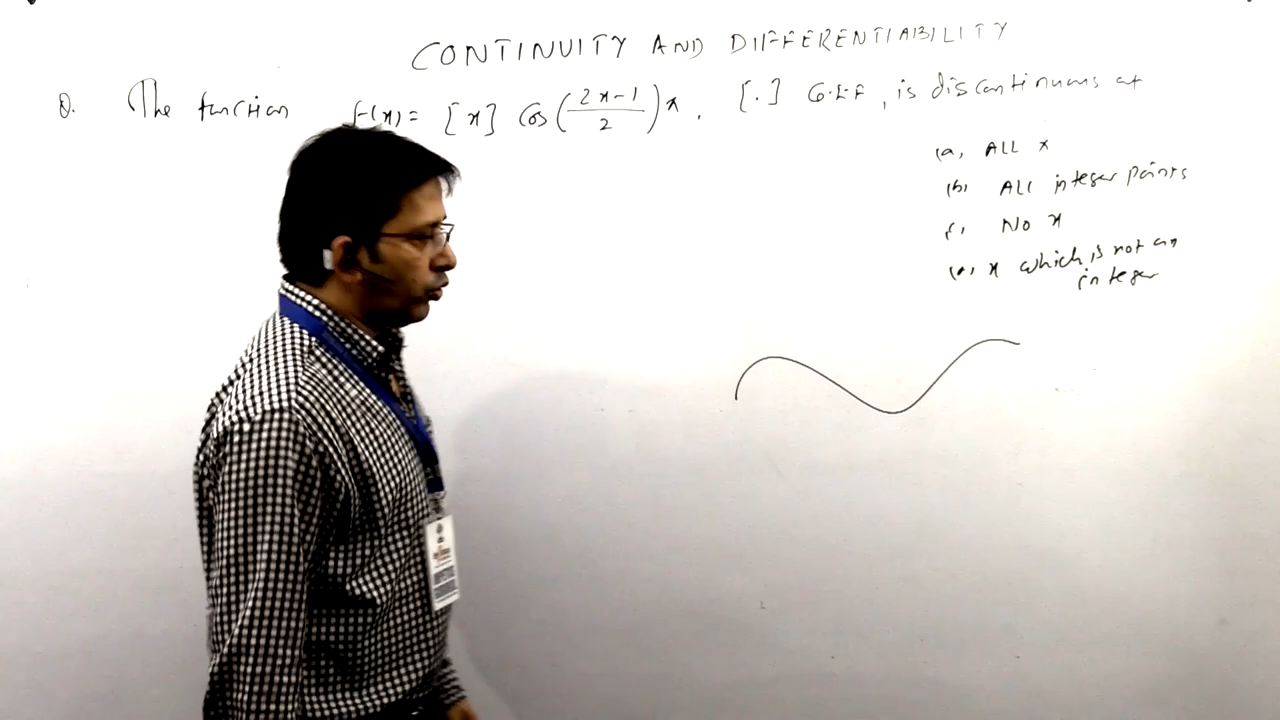 CONTINUITY AND DIFFERENTIABILITY
Q. The function f(x) = [x] Cos(2x-1/2)π, [.] G.I.F, is discontinuous at
(a) ALL x
(b) ALL integer points
(c) No x
(d) x which is not an
integer